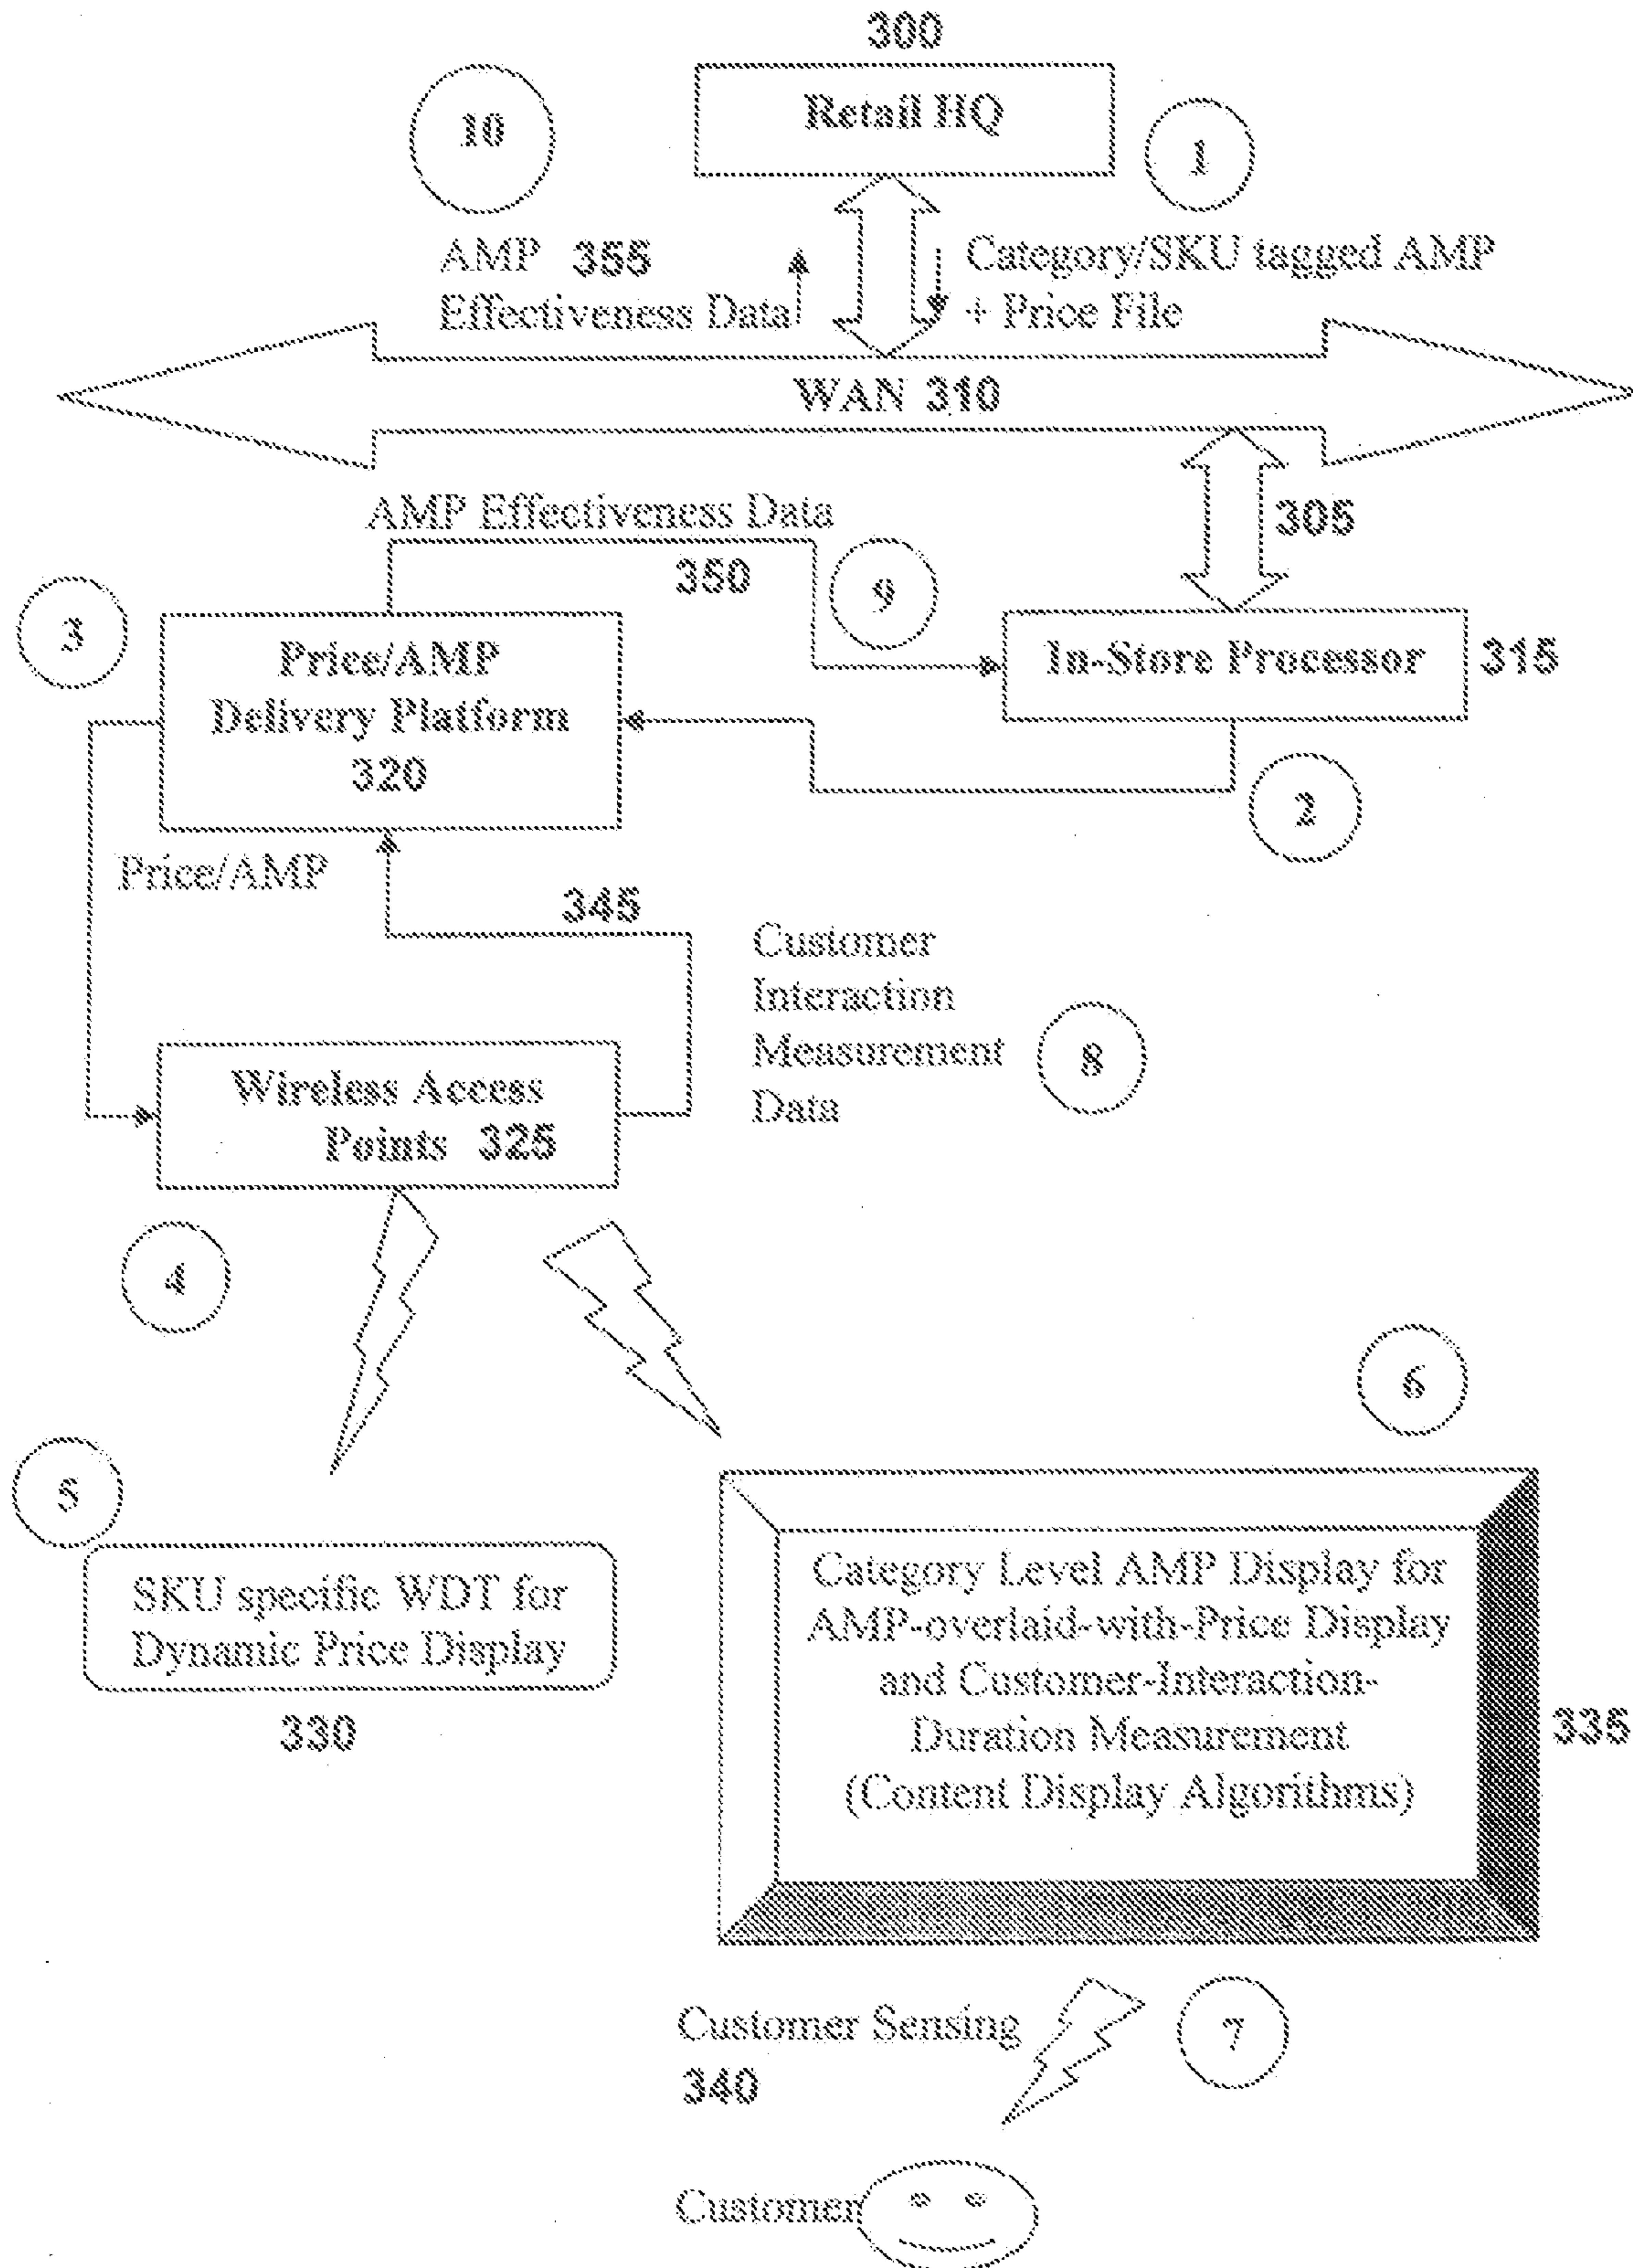 300
Retail HQ
10
1
AMP 355
Effectiveness Data
Category/SKU tagged AMP
+ Price File
WAN 310
305
AMP Effectiveness Data
350
9
3
Price/AMP
Delivery Platform
320
In-Store Processor
315
2
Price/AMP
345
Customer
Interaction
Measurement
Data
8
Wireless Access
Points 325
4
6
5
SKU specific WDT for
Dynamic Price Display
330
Category Level AMP Display for
AMP-overlaid-with-Price Display
and Customer-Interaction-
Duration Measurement
(Content Display Algorithms)
335
Customer Sensing
340
7
Customer